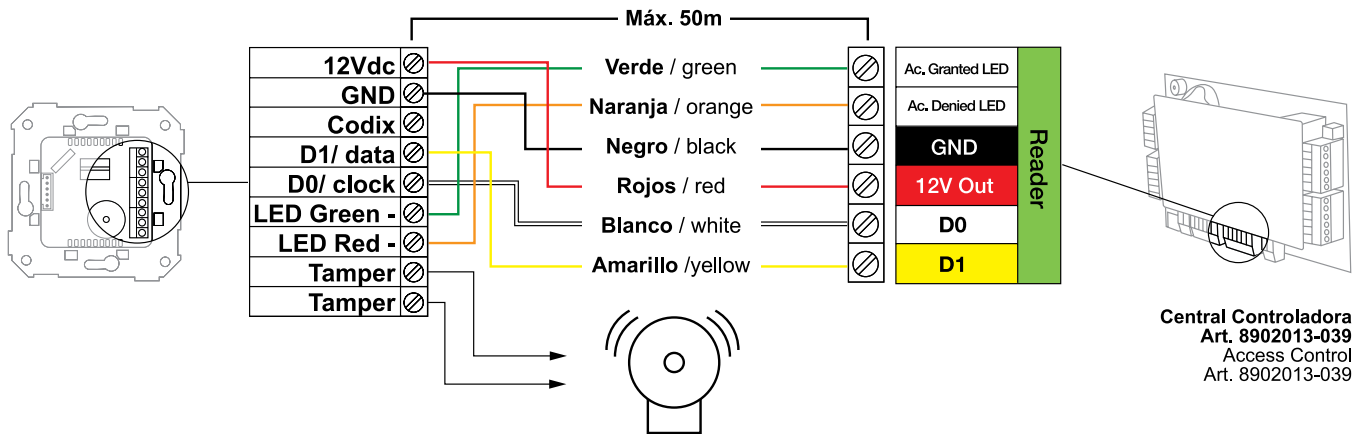 Máx. 50m
12Vdc
GND
Codix
D1/ data
D0/ clock
LED Green -
LED Red -
Tamper
Tamper
Verde / green
Naranja / orange
Negro / black
Rojos / red
Blanco / white
Amarillo /yellow
Ac. Granted LED
Ac. Denied LED
GND
12V Out
D0
D1
Reader
Central Controladora
Art. 8902013-039
Access Control
Art. 8902013-039